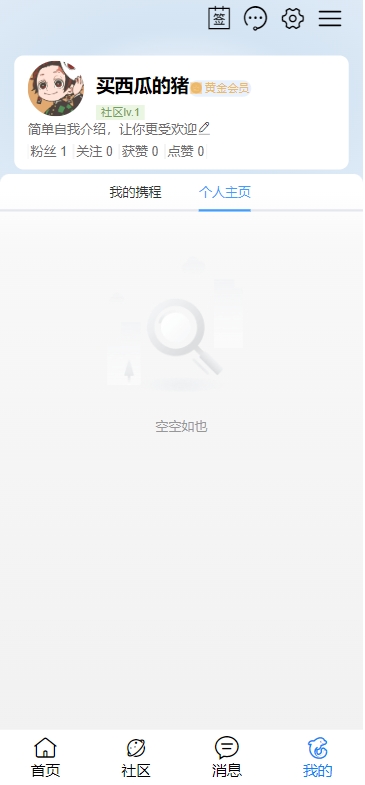 签
买西瓜的猪 黄金会员
社区lv.1
简单自我介绍，让你更受欢迎
粉丝 1 关注 0 获赞 0 点赞 0
我的携程 个人主页
空空如也
首页 社区 消息 我的